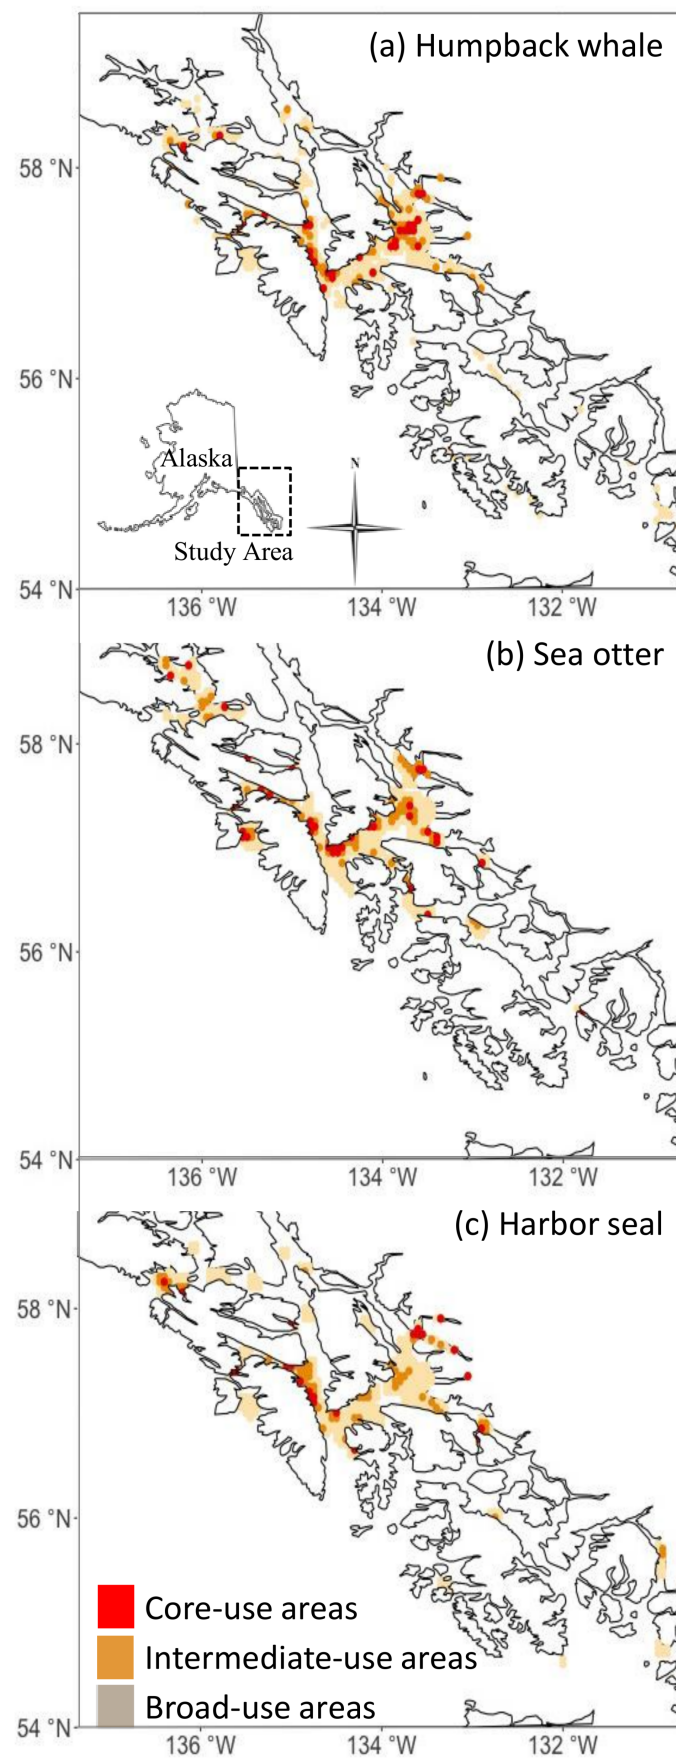 (a) Humpback whale
58 °N
56 °N
Alaska
N
Study Area
54 °N
136 °W 134 °W 132 °W
(b) Sea otter
58 °N
56 °N
54 °N
136 °W 134 °W 132 °W
(c) Harbor seal
58 °N
56 °N
Core-use areas
Intermediate-use areas
Broad-use areas
54 °N
136 °W 134 °W 132 °W